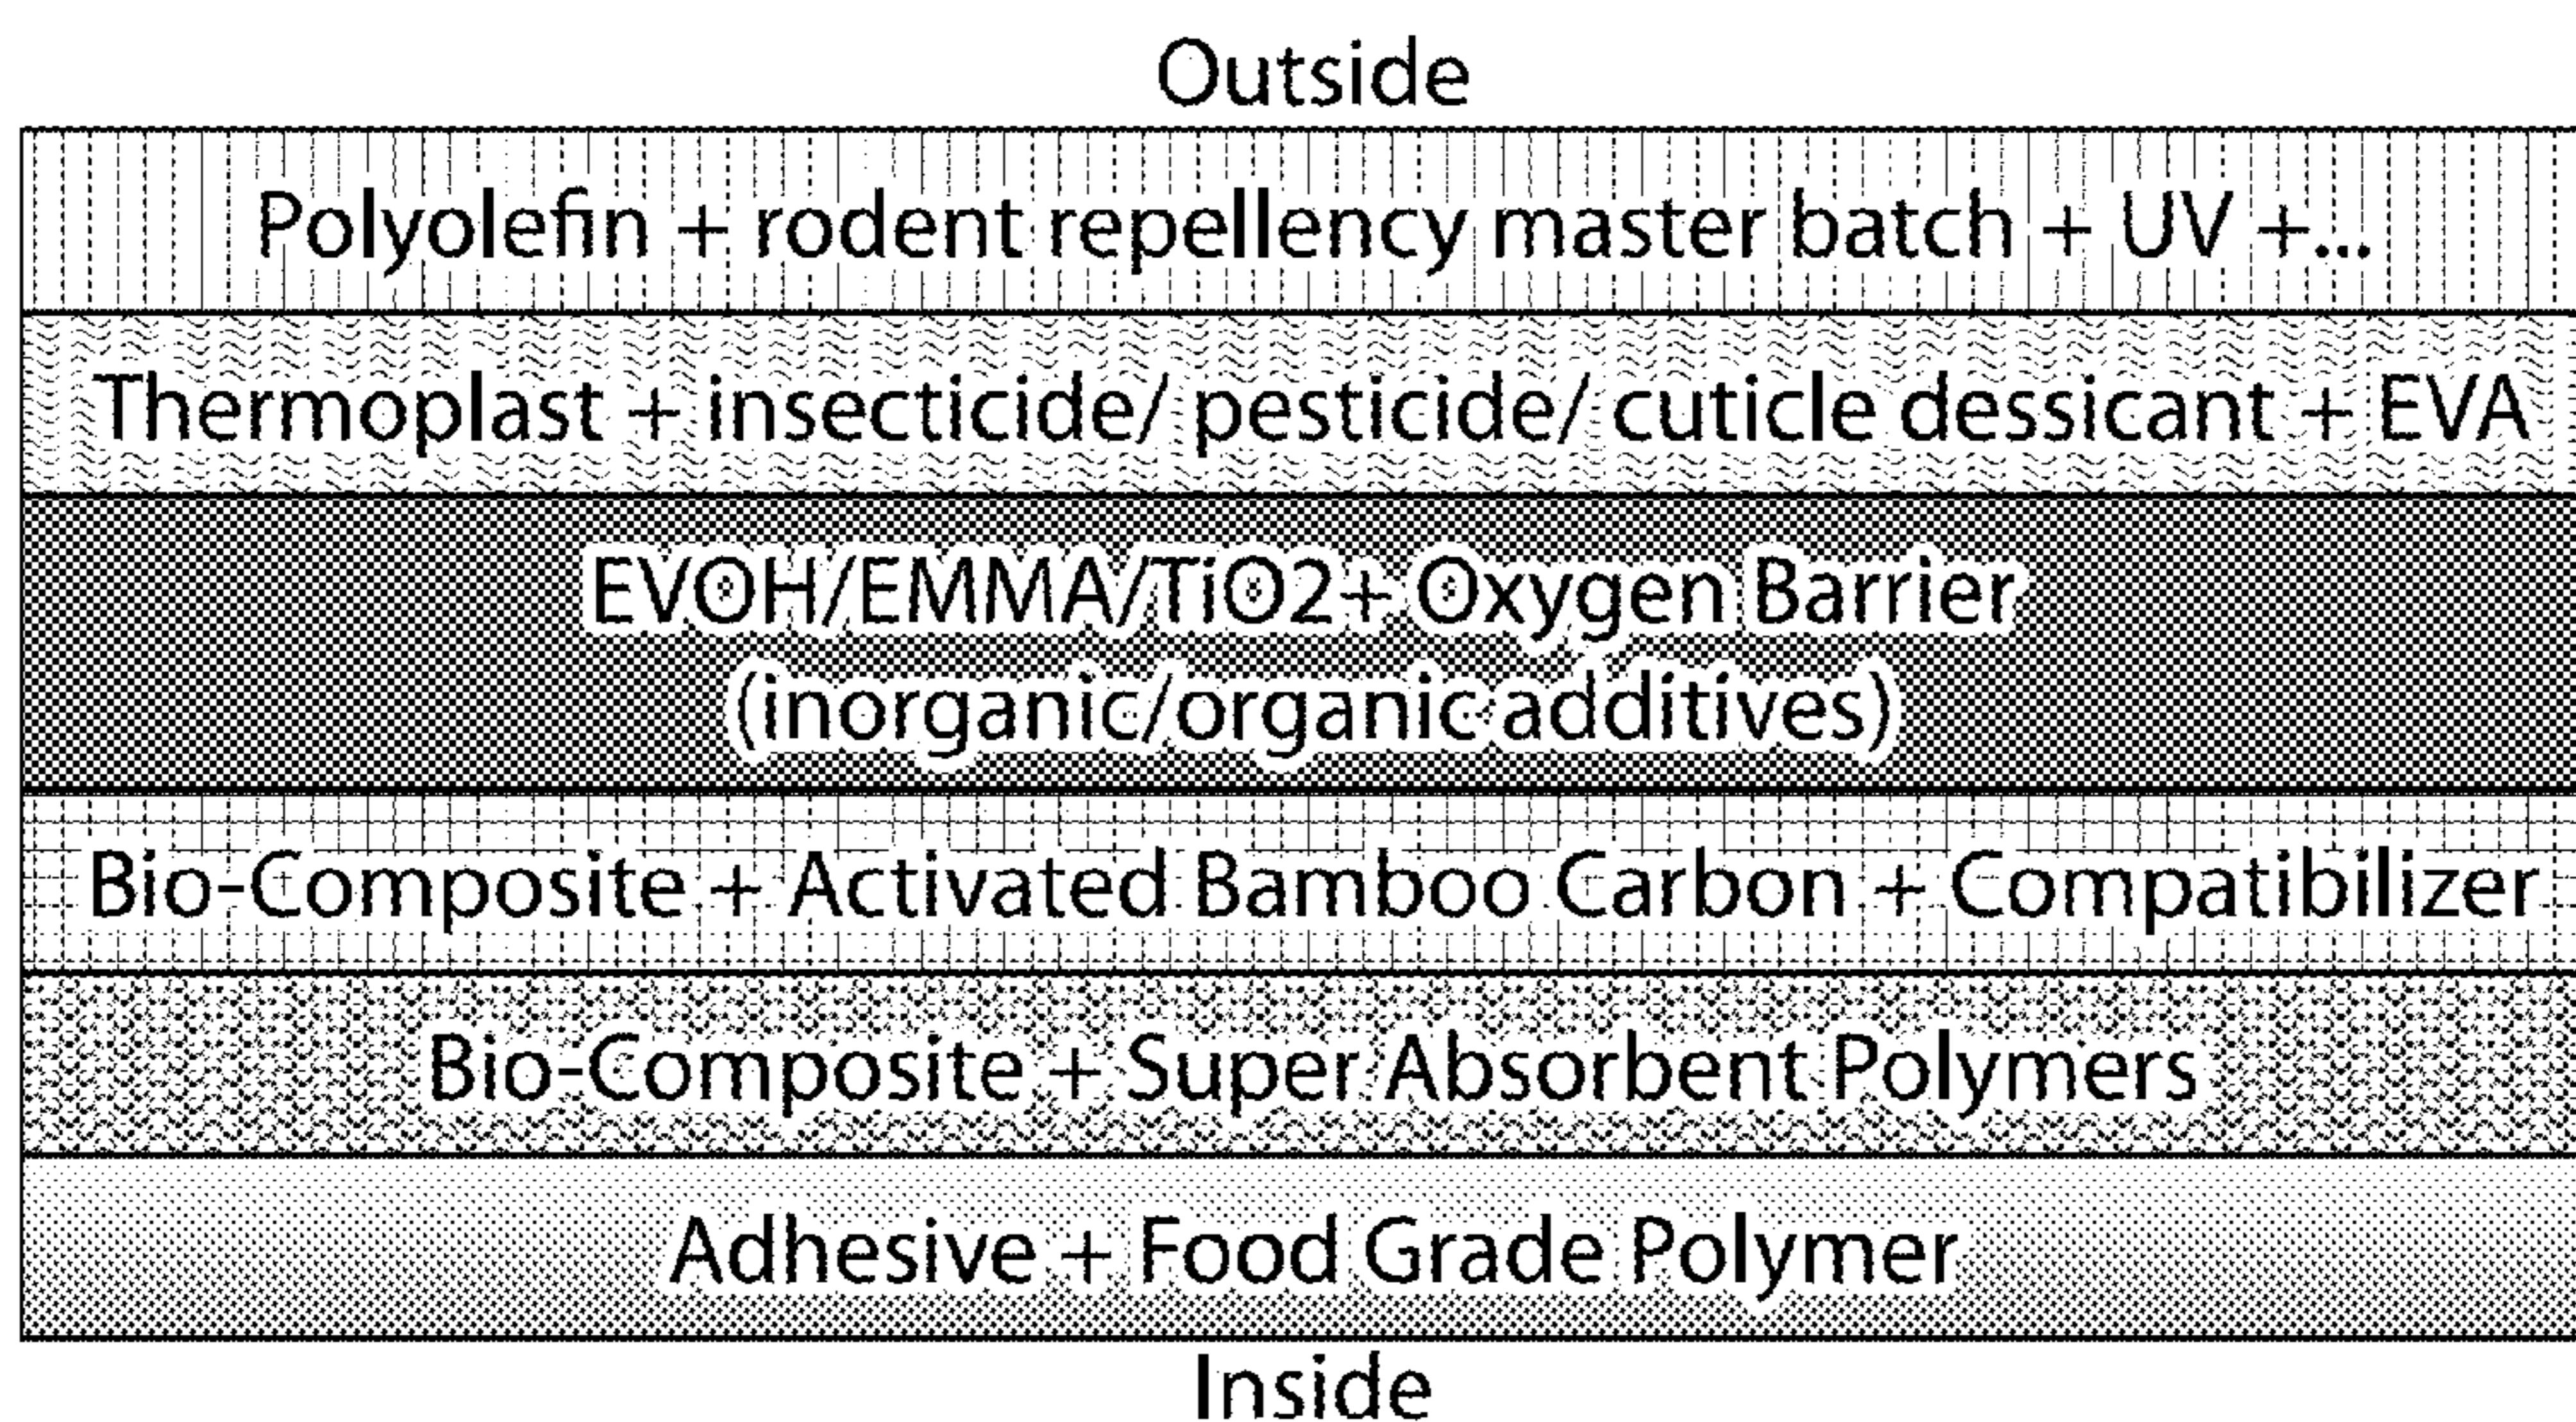 Outside
Polyolefin + rodent repellency master batch + UV +...
Thermoplast + insecticide/ pesticide/ cuticle dessicant + EVA
EVOH/EMMA/TiO2+ Oxygen Barrier
(inorganic/organic additives)
Bio-Composite + Activated Bamboo Carbon + Compatibilizer
Bio-Composite + Super Absorbent Polymers
Adhesive + Food Grade Polymer
Inside